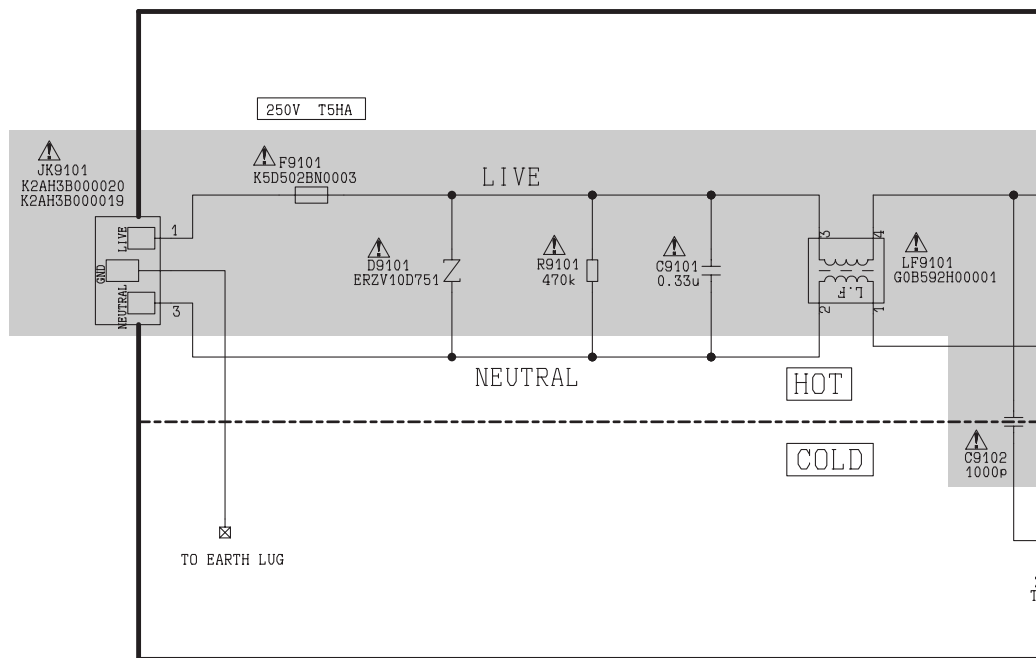 250V T5HA
JK9101
K2AH3B000020
K2AH3B000019
F9101
K5D502BN0003
LIVE
LIVE
1
GND
NEUTRAL
3
D9101
ERZV10D751
R9101
470k
C9101
0.33u
3
4
L.F
2
1
LF9101
G0B592H00001
NEUTRAL
HOT
COLD
C9102
1000p
TO EARTH LUG
T